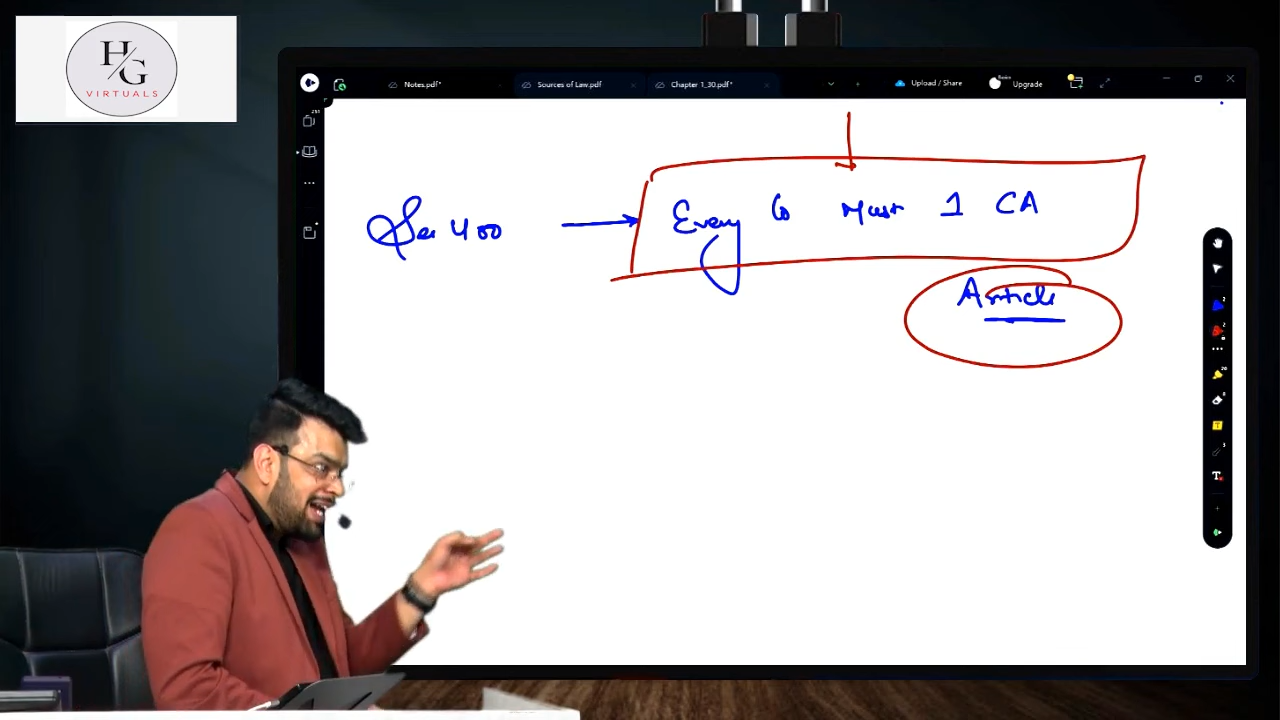 H/G
VIRTUALS
Notes.pdf*
Sources of Law.pdf
Chapter 1_30.pdf*
Upload / Share
Upgrade
Sec 400 → Every Co Must 1 CA
Article